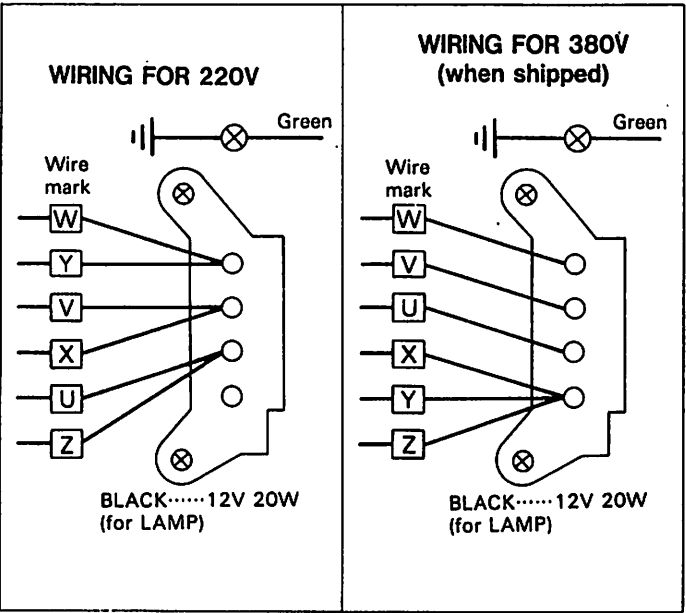 WIRING FOR 220V
Green
Wire
mark
W
Y
V
X
U
Z
BLACK······12V 20W
(for LAMP)
WIRING FOR 380V
(when shipped)
Green
Wire
mark
W
V
U
X
Y
Z
BLACK······12V 20W
(for LAMP)